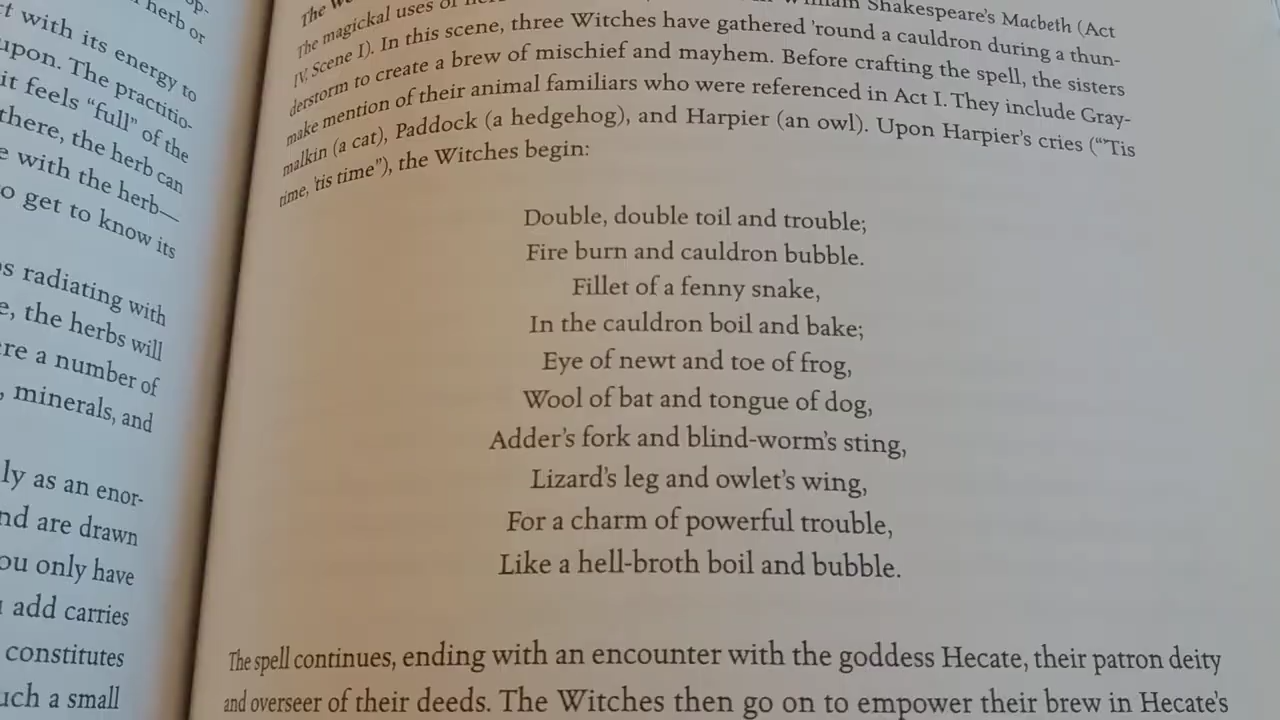 op-
herb or
t with its energy to
upon. The practitio-
it feels “full” of the
there, the herb can
e with the herb—
o get to know its
s radiating with
e, the herbs will
re a number of
, minerals, and
ly as an enor-
nd are drawn
ou only have
add carries
constitutes
uch a small
The
The magickal uses of Shakespeare's Macbeth (Act
IV, Scene I). In this scene, three Witches have gathered 'round a cauldron during a thun-
derstorm to create a brew of mischief and mayhem. Before crafting the spell, the sisters
make mention of their animal familiars who were referenced in Act I. They include Gray-
malkin (a cat), Paddock (a hedgehog), and Harpier (an owl). Upon Harpier's cries (“'Tis
time, 'tis time”), the Witches begin:
Double, double toil and trouble;
Fire burn and cauldron bubble.
Fillet of a fenny snake,
In the cauldron boil and bake;
Eye of newt and toe of frog,
Wool of bat and tongue of dog,
Adder's fork and blind-worm's sting,
Lizard's leg and owlet's wing,
For a charm of powerful trouble,
Like a hell-broth boil and bubble.
The spell continues, ending with an encounter with the goddess Hecate, their patron deity
and overseer of their deeds. The Witches then go on to empower their brew in Hecate's